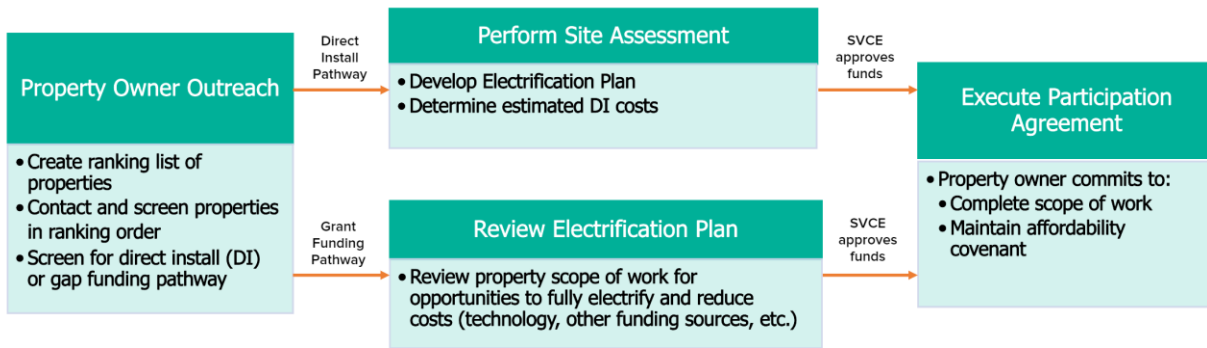 Property Owner Outreach
• Create ranking list of
properties
• Contact and screen properties
in ranking order
• Screen for direct install (DI)
or gap funding pathway
Direct
Install
Pathway
Perform Site Assessment
• Develop Electrification Plan
• Determine estimated DI costs
SVCE
approves
funds
Grant
Funding
Pathway
Review Electrification Plan
• Review property scope of work for
opportunities to fully electrify and reduce
costs (technology, other funding sources, etc.)
SVCE
approves
funds
Execute Participation
Agreement
• Property owner commits to:
• Complete scope of work
• Maintain affordability
covenant